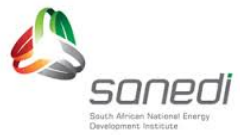 sanedi
South African National Energy
Development Institute